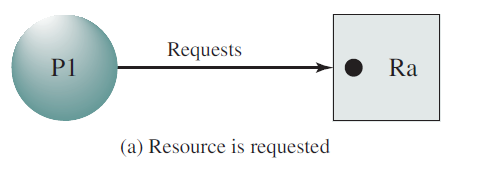 Requests
P1
Ra
(a) Resource is requested